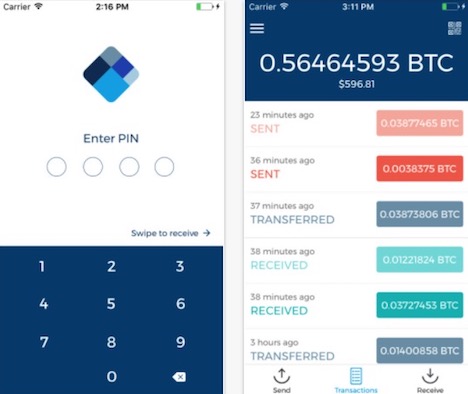 Carrier 2:16 PM
Enter PIN
Swipe to receive
1 2 3
4 5 6
7 8 9
0
Carrier 3:11 PM
0.56464593 BTC
$596.81
23 minutes ago
SENT
0.03877465 BTC
36 minutes ago
SENT
0.0038375 BTC
37 minutes ago
TRANSFERRED
0.03873806 BTC
38 minutes ago
RECEIVED
0.01221824 BTC
38 minutes ago
RECEIVED
0.03727453 BTC
3 hours ago
TRANSFERRED
0.01400858 BTC
Send Transactions Receive